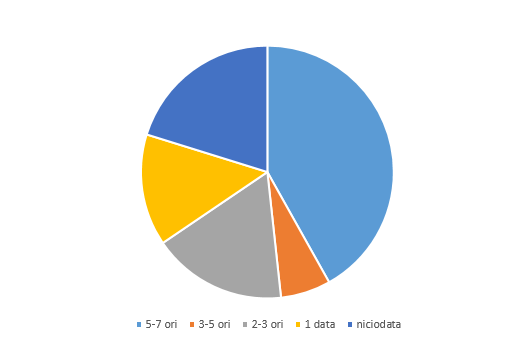 5-7 ori 3-5 ori 2-3 ori 1 data niciodata